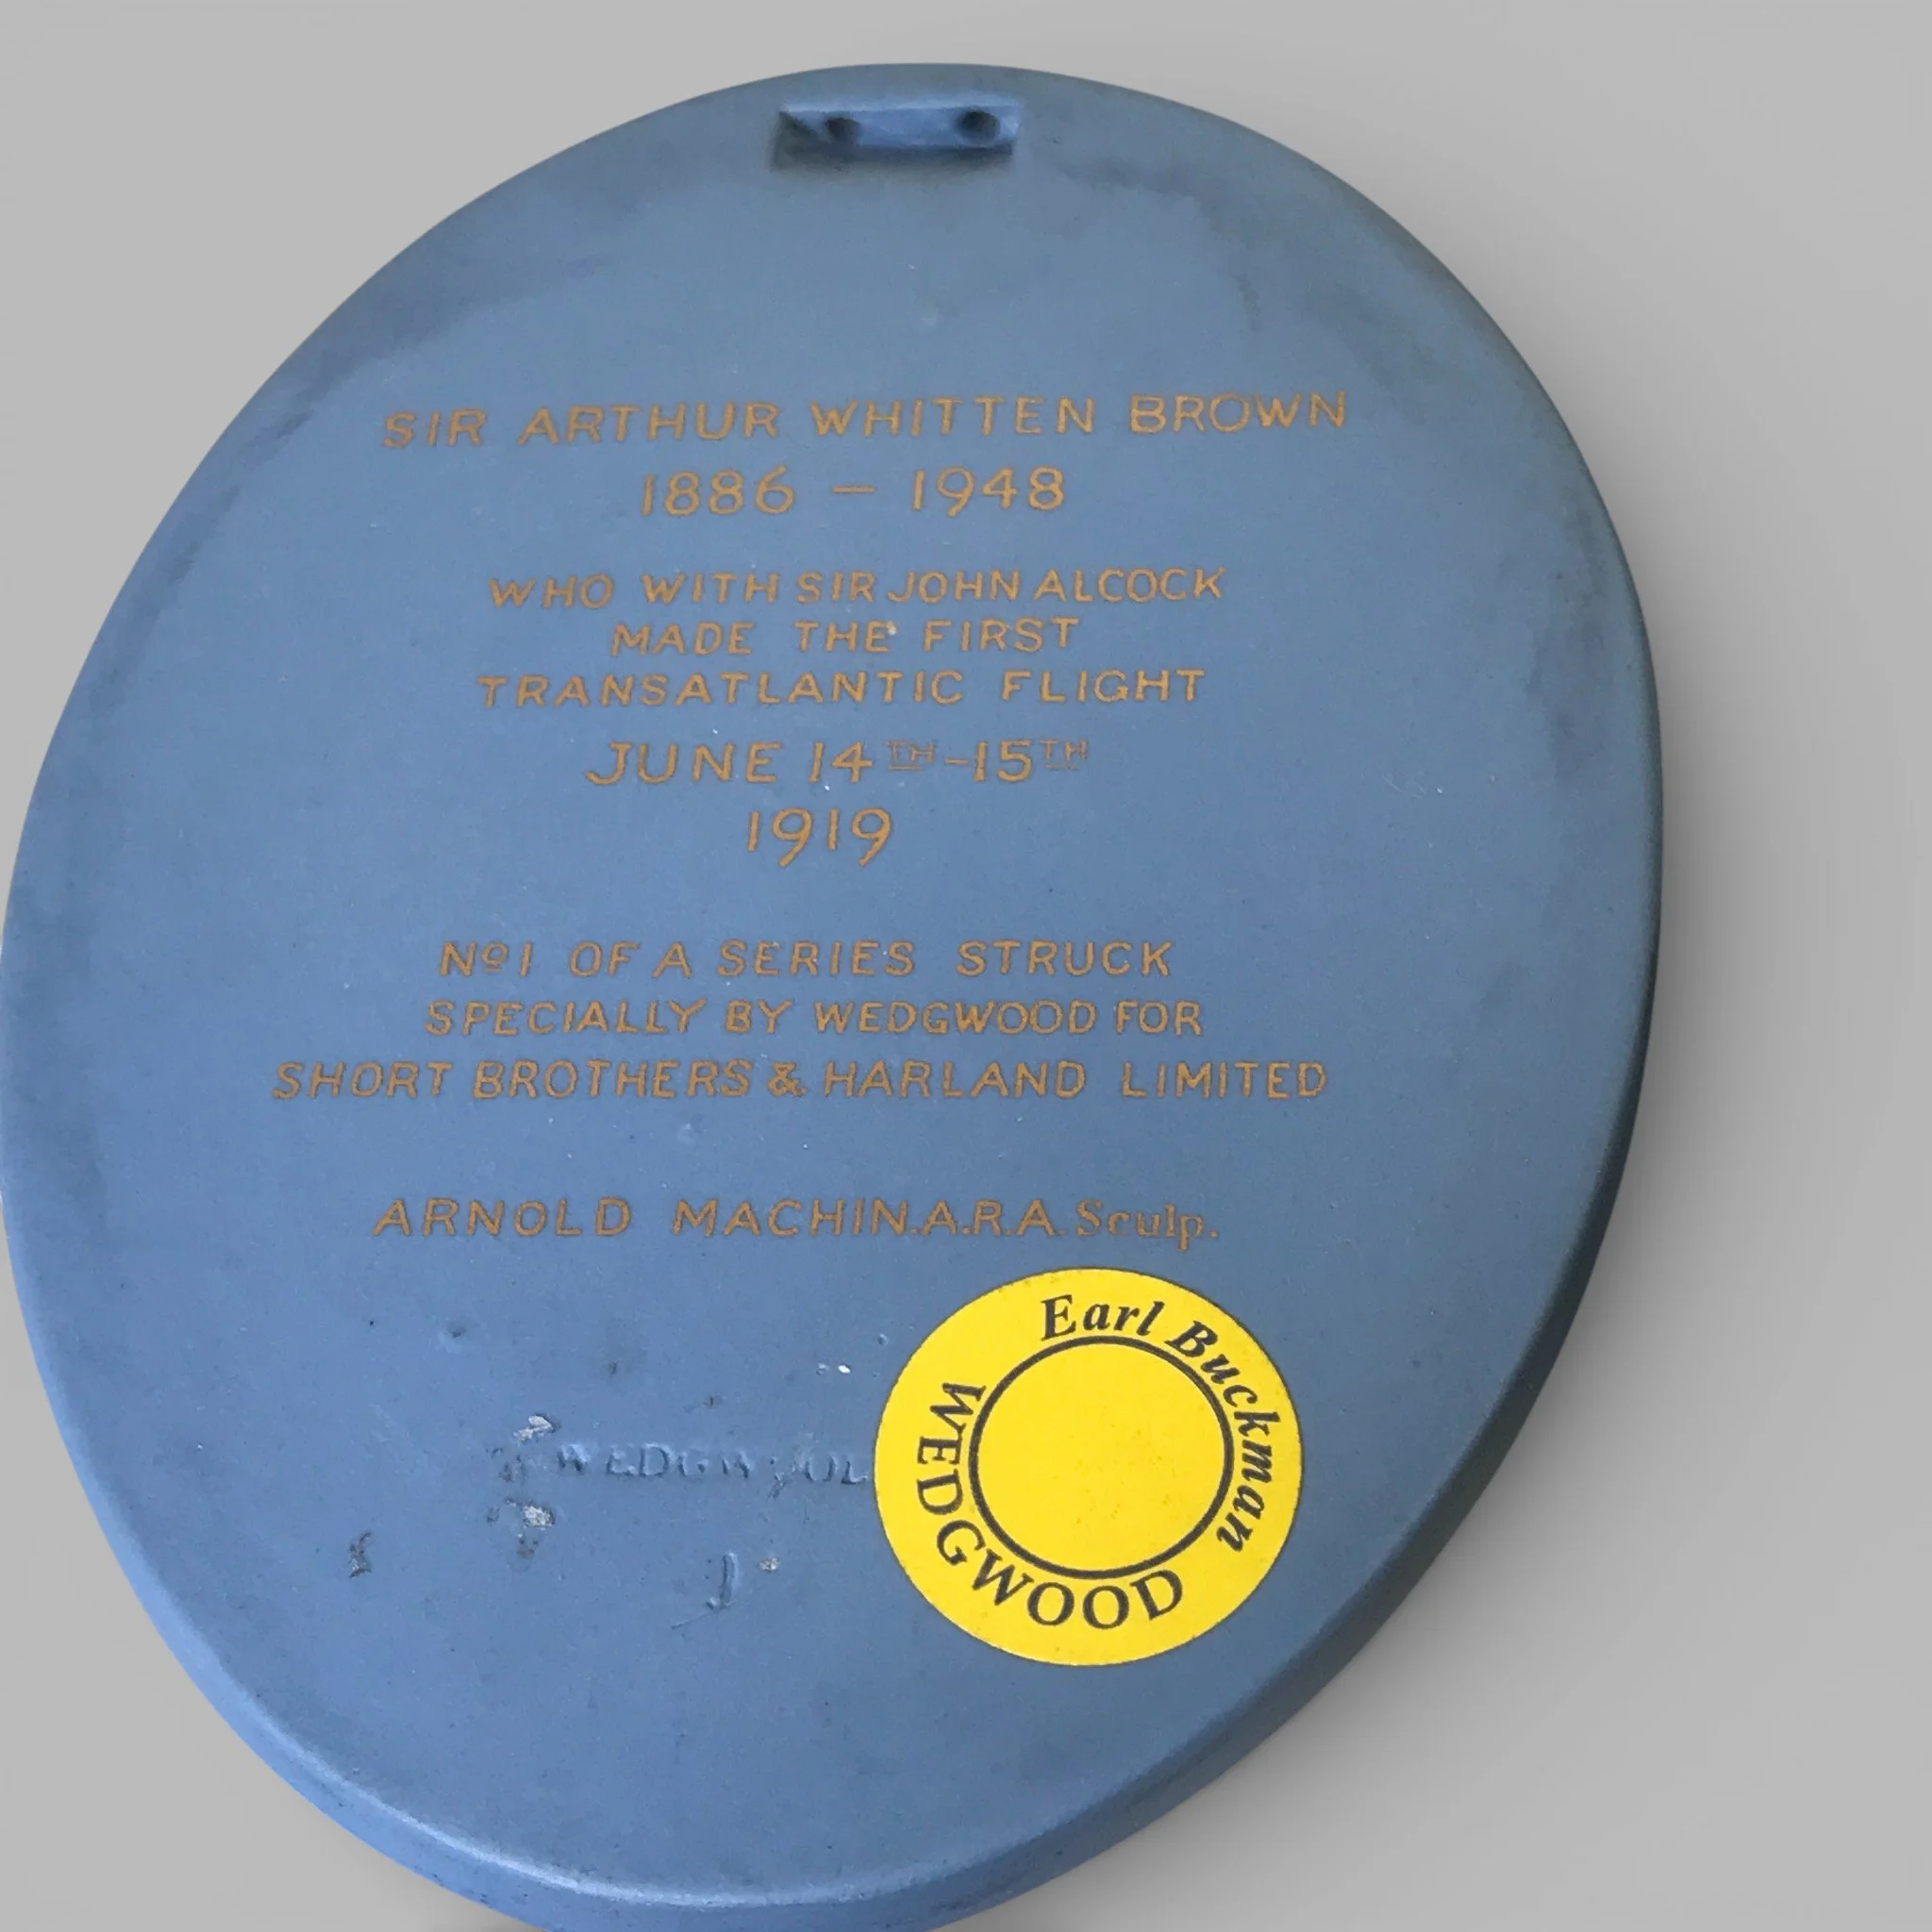 SIR ARTHUR WHITTEN BROWN
1886 – 1948
WHO WITH SIR JOHN ALCOCK
MADE THE FIRST
TRANSATLANTIC FLIGHT
JUNE 14TH–15TH
1919
Nº1 OF A SERIES STRUCK
SPECIALLY BY WEDGWOOD FOR
SHORT BROTHERS & HARLAND LIMITED
ARNOLD MACHIN.A.R.A. Sculp.
Earl Buckman
WEDGWOOD
WEDGWOOD